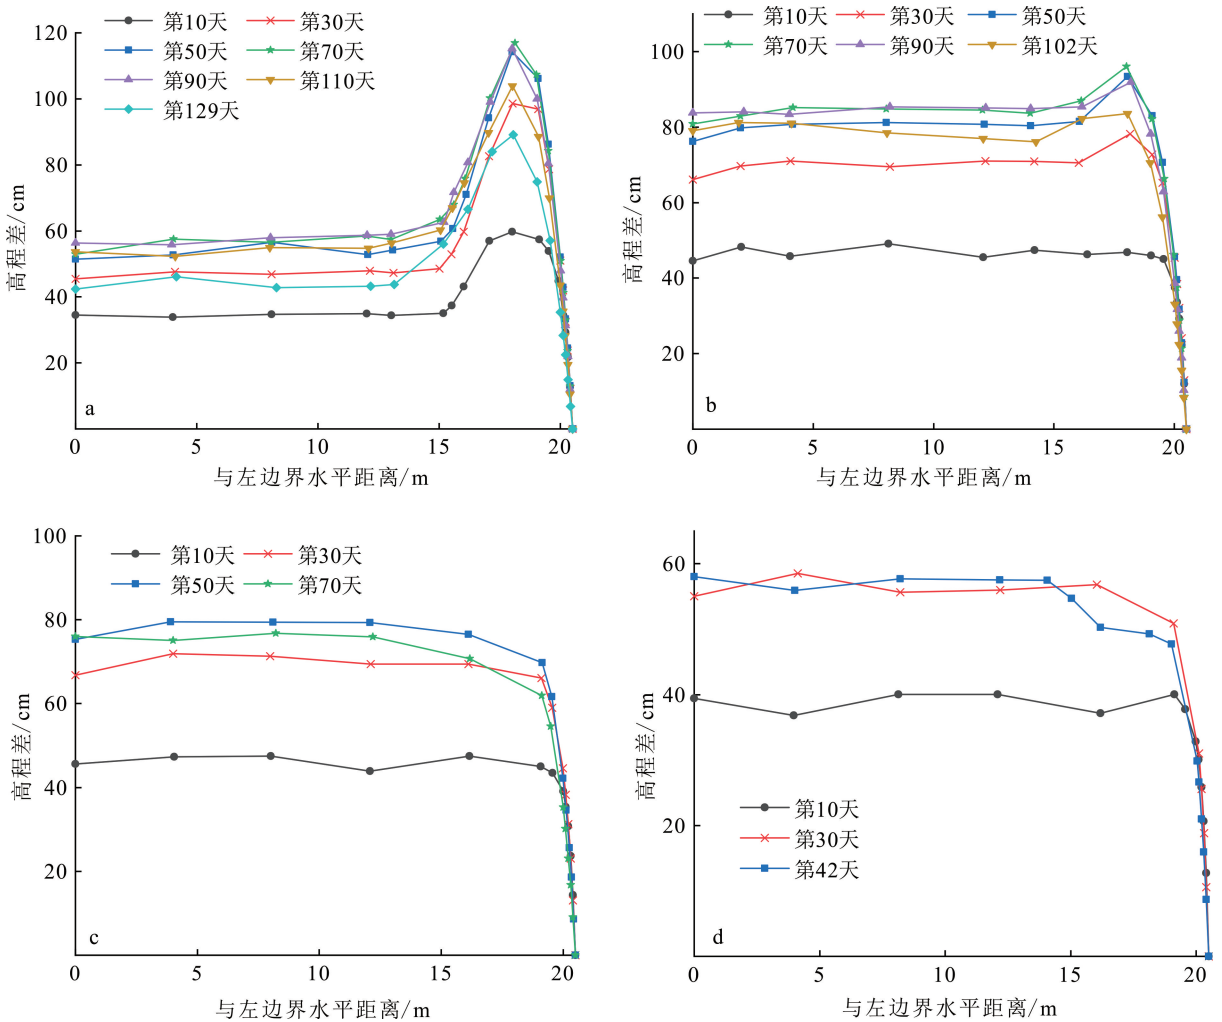 第10天 第30天
第50天 第70天
第90天 第110天
第129天
120
100
80
60
40
20
高程差/cm
a
0 5 10 15 20
与左边界水平距离/m
第10天 第30天 第50天
第70天 第90天 第102天
100
80
60
40
20
高程差/cm
b
0 5 10 15 20
与左边界水平距离/m
第10天 第30天
第50天 第70天
100
80
60
40
20
高程差/cm
c
0 5 10 15 20
与左边界水平距离/m
60
40
20
高程差/cm
第10天
第30天
第42天
d
0 5 10 15 20
与左边界水平距离/m